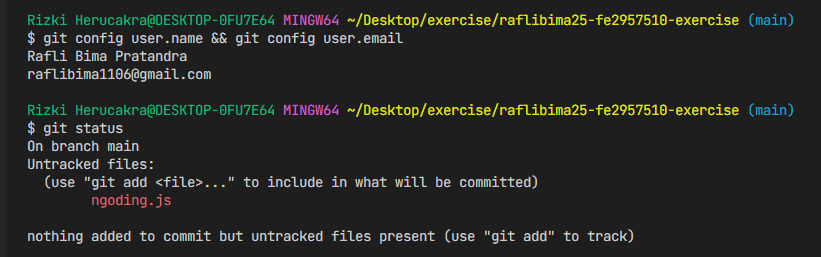 Rizki Herucakra@DESKTOP-0FU7E64 MINGW64 ~/Desktop/exercise/raflibima25-fe2957510-exercise (main)
$ git config user.name && git config user.email
Rafli Bima Pratandra
raflibima1106@gmail.com

Rizki Herucakra@DESKTOP-0FU7E64 MINGW64 ~/Desktop/exercise/raflibima25-fe2957510-exercise (main)
$ git status
On branch main
Untracked files:
  (use "git add <file>..." to include in what will be committed)
        ngoding.js

nothing added to commit but untracked files present (use "git add" to track)